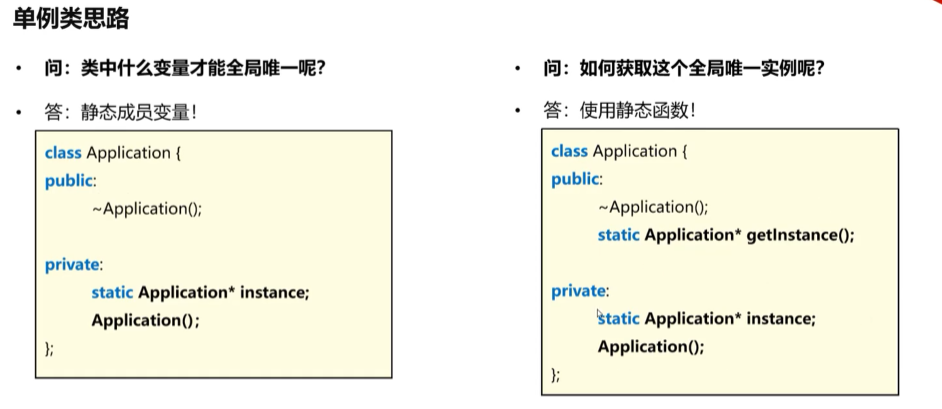 单例类思路
• 问：类中什么变量才能全局唯一呢？
• 答：静态成员变量！
class Application {
public:
~Application();
private:
static Application* instance;
Application();
};
• 问：如何获取这个全局唯一实例呢？
• 答：使用静态函数！
class Application {
public:
~Application();
static Application* getInstance();
private:
static Application* instance;
Application();
};